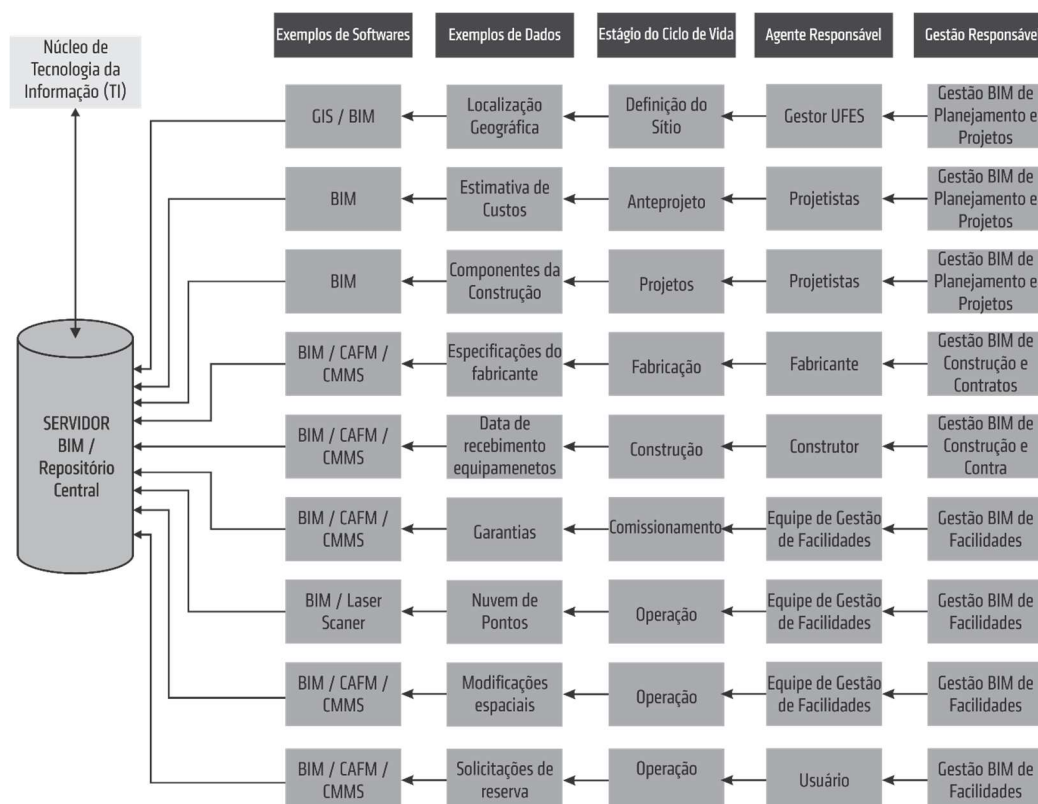 Exemplos de Softwares
Exemplos de Dados
Estágio do Ciclo de Vida
Agente Responsável
Gestão Responsáve
Núcleo de
Tecnologia da
Informação (TI)
GIS / BIM
Localização
Geográfica
Definição do
Sítio
Gestor UFES
Gestão BIM de
Planejamento e
Projetos
BIM
Estimativa de
Custos
Anteprojeto
Projetistas
Gestão BIM de
Planejamento e
Projetos
BIM
Componentes da
Construção
Projetos
Projetistas
Gestão BIM de
Planejamento e
Projetos
BIM / CAFM /
CMMS
Especificações do
fabricante
Fabricação
Fabricante
Gestão BIM de
Construção e
Contratos
SERVIDOR
BIM /
Repositório
Central
BIM / CAFM /
CMMS
Data de
recebimento
equipamenetos
Construção
Construtor
Gestão BIM de
Construção e
Contra
BIM / CAFM /
CMMS
Garantias
Comissionamento
Equipe de Gestão
de Facilidades
Gestão BIM de
Facilidades
BIM / Laser
Scaner
Nuvem de
Pontos
Operação
Equipe de Gestão
de Facilidades
Gestão BIM de
Facilidades
BIM / CAFM /
CMMS
Modificações
espaciais
Operação
Equipe de Gestão
de Facilidades
Gestão BIM de
Facilidades
BIM / CAFM /
CMMS
Solicitações de
reserva
Operação
Usuário
Gestão BIM de
Facilidades